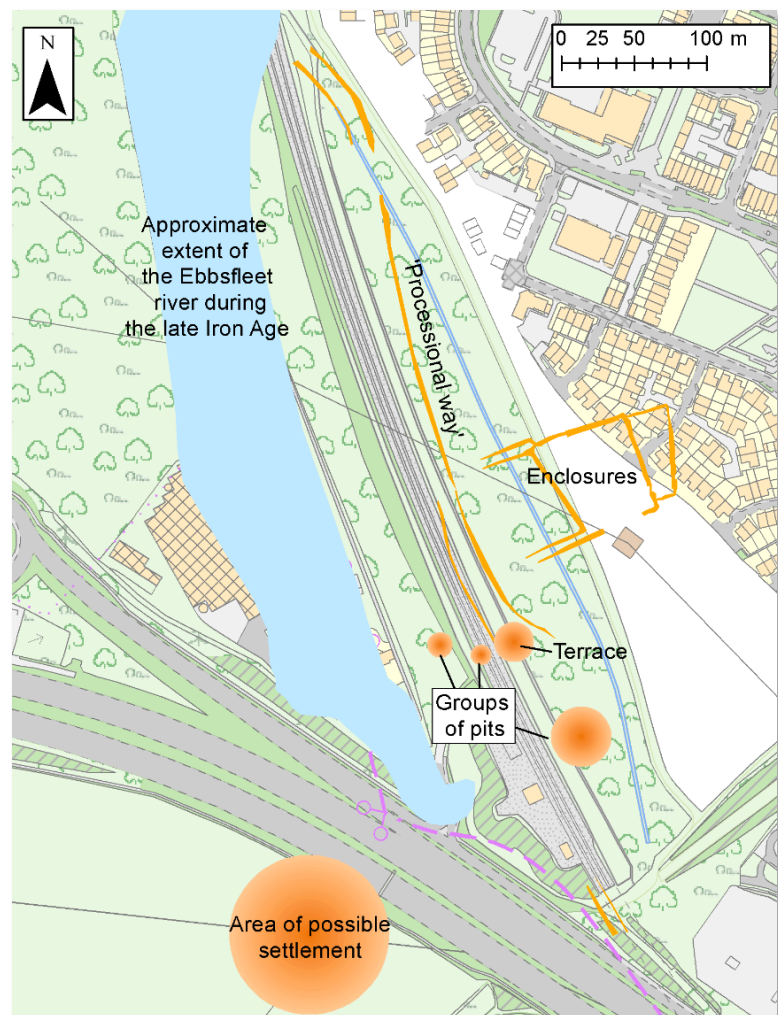 N
0 25 50 100 m
Approximate
extent of
the Ebbsfleet
river during
the late Iron Age
'Processional way'
Enclosures
Terrace
Groups
of pits
Area of possible
settlement